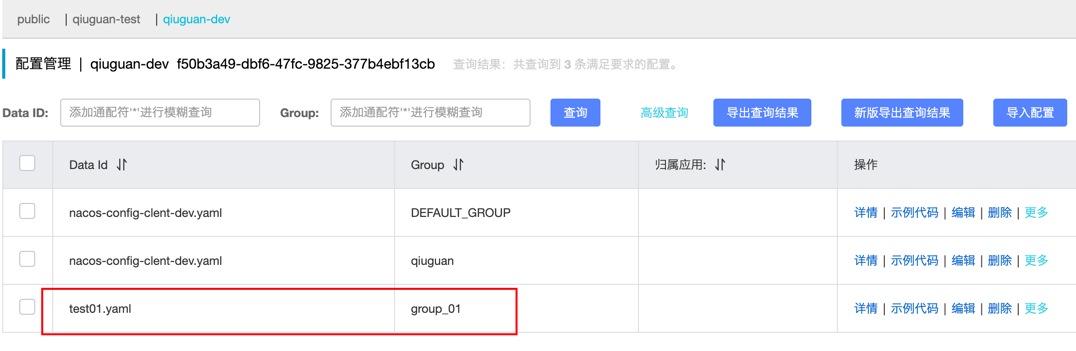 public | qiuguan-test | qiuguan-dev
配置管理 | qiuguan-dev f50b3a49-dbf6-47fc-9825-377b4ebf13cb 查询结果：共查询到 3 条满足要求的配置。
Data ID: 添加通配符'*'进行模糊查询 Group: 添加通配符'*'进行模糊查询 查询 高级查询 导出查询结果 新版导出查询结果 导入配置
Data Id Group 归属应用: 操作
nacos-config-clent-dev.yaml DEFAULT_GROUP 详情 | 示例代码 | 编辑 | 删除 | 更多
nacos-config-clent-dev.yaml qiuguan 详情 | 示例代码 | 编辑 | 删除 | 更多
test01.yaml group_01 详情 | 示例代码 | 编辑 | 删除 | 更多